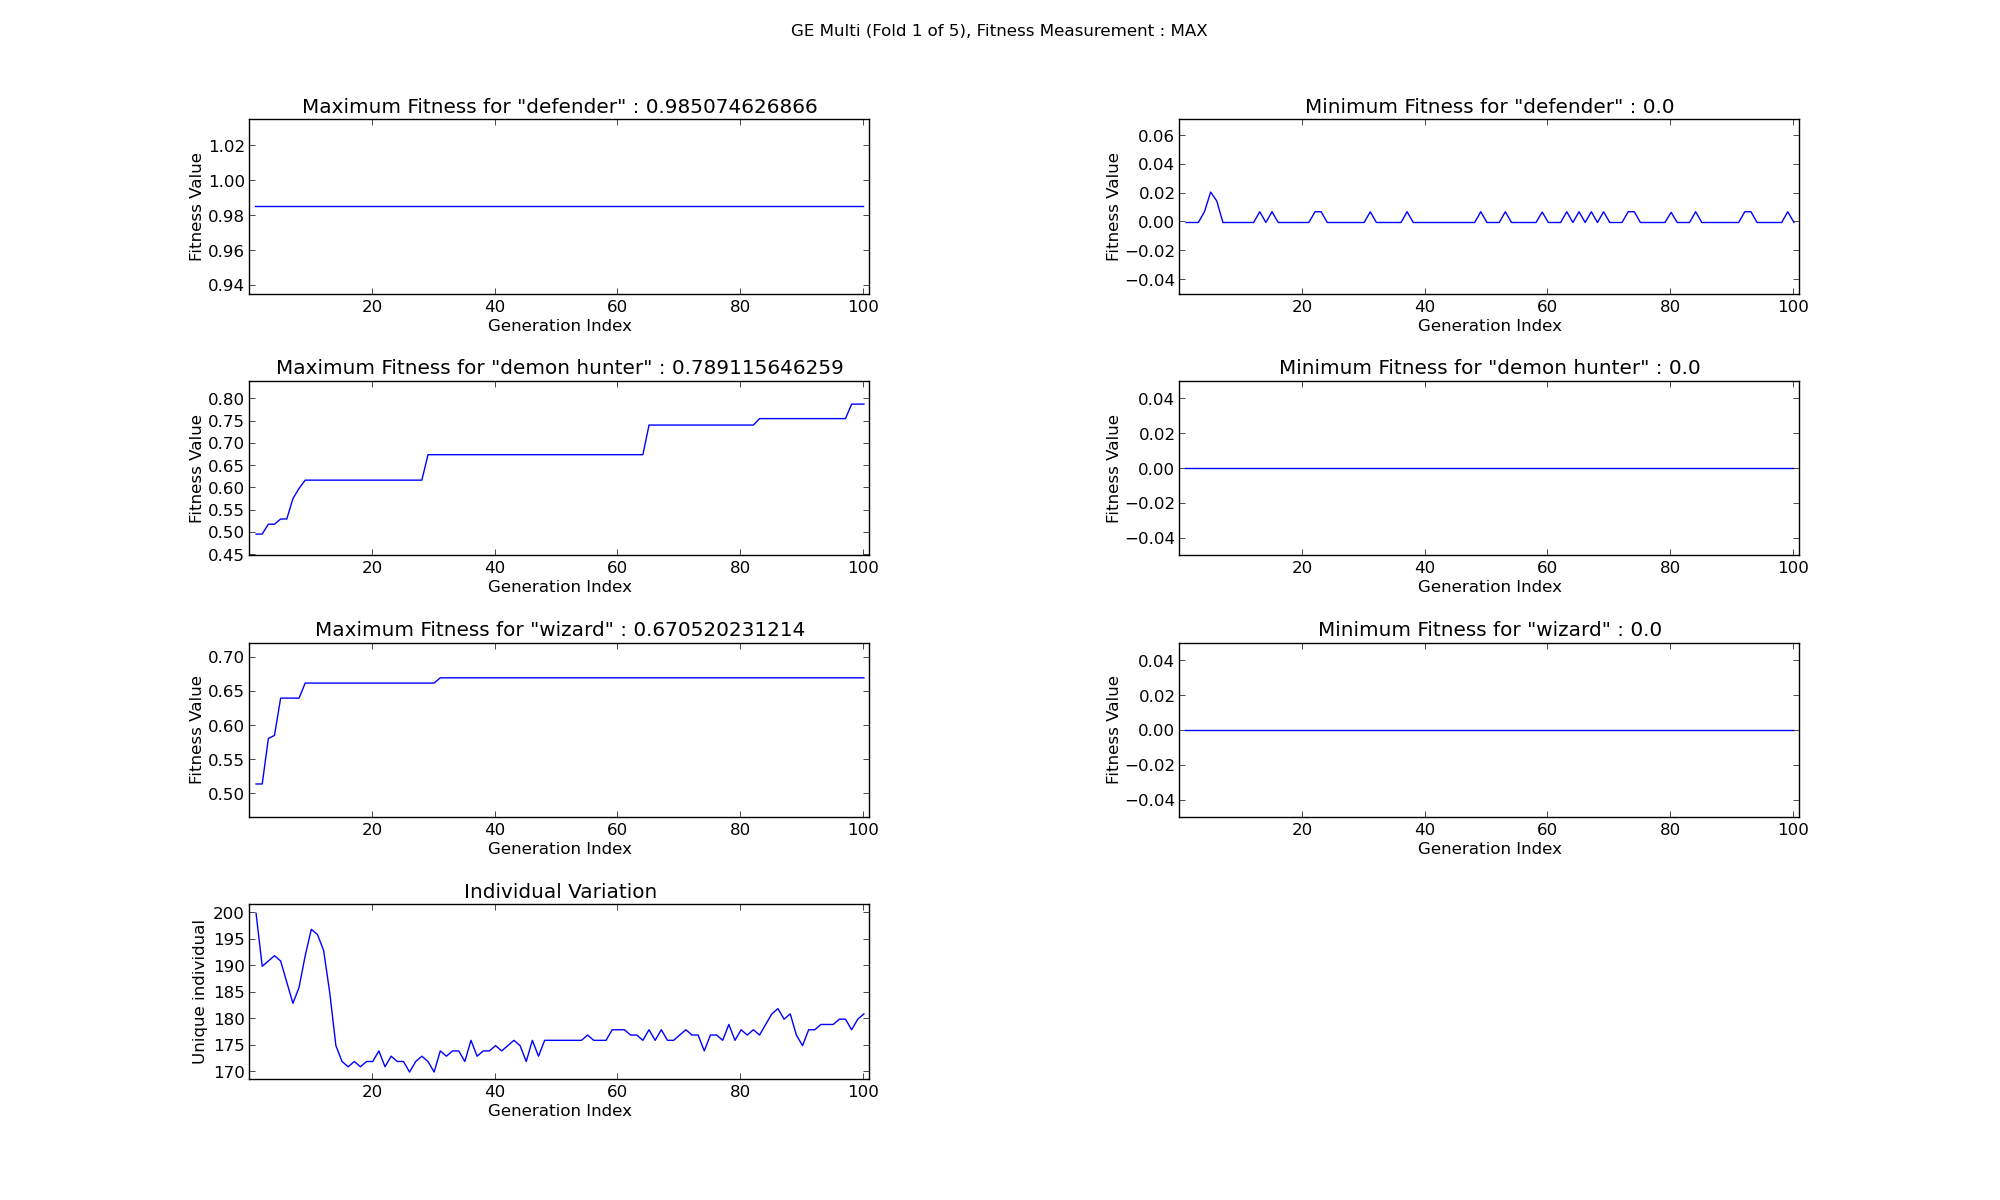 GE Multi (Fold 1 of 5), Fitness Measurement : MAX
Maximum Fitness for "defender" : 0.985074626866
Fitness Value
1.02
1.00
0.98
0.96
0.94
20 40 60 80 100
Generation Index
Minimum Fitness for "defender" : 0.0
Fitness Value
0.06
0.04
0.02
0.00
−0.02
−0.04
20 40 60 80 100
Generation Index
Maximum Fitness for "demon hunter" : 0.789115646259
Fitness Value
0.80
0.75
0.70
0.65
0.60
0.55
0.50
0.45
20 40 60 80 100
Generation Index
Minimum Fitness for "demon hunter" : 0.0
Fitness Value
0.04
0.02
0.00
−0.02
−0.04
20 40 60 80 100
Generation Index
Maximum Fitness for "wizard" : 0.670520231214
Fitness Value
0.70
0.65
0.60
0.55
0.50
20 40 60 80 100
Generation Index
Minimum Fitness for "wizard" : 0.0
Fitness Value
0.04
0.02
0.00
−0.02
−0.04
20 40 60 80 100
Generation Index
Individual Variation
Unique individual
200
195
190
185
180
175
170
20 40 60 80 100
Generation Index